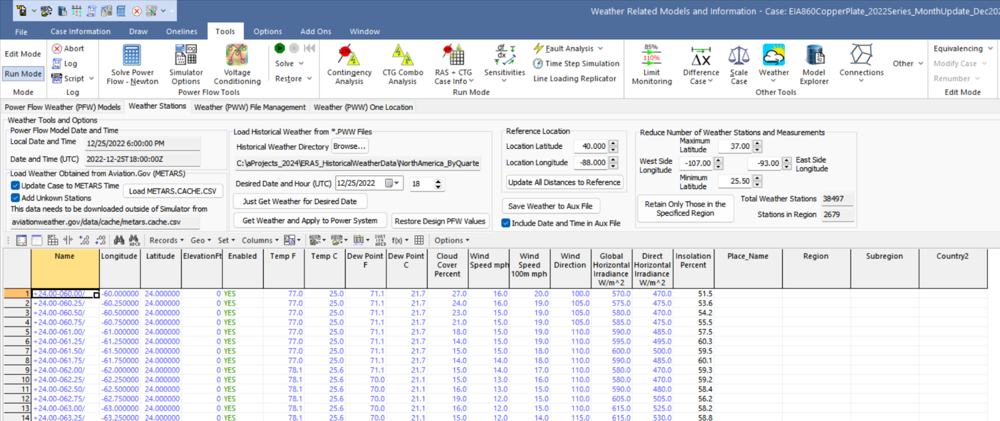 Weather Related Models and Information - Case: EIA860CopperPlate_2022Series_MonthUpdate_Dec202
File Case Information Draw Onelines Tools Options Add Ons Window
Edit Mode
Run Mode
Mode
Abort
Log
Script
Log
Solve Power
Flow - Newton
Simulator
Options
Voltage
Conditioning
Solve
Restore
Power Flow Tools
Contingency
Analysis
CTG Combo
Analysis
RAS + CTG
Case Info
Sensitivities
Fault Analysis
Time Step Simulation
Line Loading Replicator
Run Mode
85%
110%
Limit
Monitoring
Difference
Case
Scale
Case
Weather
Model
Explorer
Connections
Other
Other Tools
Equivalencing
Modify Case
Renumber
Edit Mode
Power Flow Weather (PFW) Models Weather Stations Weather (PWW) File Management Weather (PWW) One Location
Weather Tools and Options
Power Flow Model Date and Time
Local Date and Time 12/25/2022 6:00:00 PM
Date and Time (UTC) 2022-12-25T18:00:00Z
Load Weather Obtained from Aviation.Gov (METARS)
Update Case to METARS Time
Load METARS.CACHE.CSV
Add Unkown Stations
This data needs to be downloaded outside of Simulator from
aviationweather.gov/data/cache/metars.cache.csv
Load Historical Weather from *.PWW Files
Historical Weather Directory Browse...
C:\aProjects_2024\ERA5_HistoricalWeatherData\NorthAmerica_ByQuarte
Desired Date and Hour (UTC) 12/25/2022 18
Just Get Weather for Desired Date
Get Weather and Apply to Power System Restore Design PFW Values
Reference Location
Location Latitude 40.000
Location Longitude -88.000
Update All Distances to Reference
Save Weather to Aux File
Include Date and Time in Aux File
Reduce Number of Weather Stations and Measurements
Maximum
Latitude 37.00
West Side
Longitude -107.00
-93.00 East Side
Longitude
Minimum
Latitude 25.50
Retain Only Those in the
Specificed Region
Total Weather Stations 38497
Stations in Region 2679
Records Geo Set Columns f(x) Options
Name Longitude Latitude ElevationFt Enabled Temp F Temp C Dew Point F Dew Point C Cloud Cover Percent Wind Speed mph Wind Speed 100m mph Wind Direction Global Horizontal Irradiance W/m^2 Direct Horizontal Irradiance W/m^2 Insolation Percent Place_Name Region Subregion Country2
1 +24.00-060.00/ -60.000000 24.000000 0 YES 77.0 25.0 71.1 21.7 27.0 16.0 20.0 100.0 570.0 470.0 51.5
2 +24.00-060.25/ -60.250000 24.000000 0 YES 77.0 25.0 71.1 21.7 24.0 16.0 19.0 105.0 575.0 475.0 53.6
3 +24.00-060.50/ -60.500000 24.000000 0 YES 77.0 25.0 71.1 21.7 23.0 15.0 19.0 105.0 580.0 470.0 54.2
4 +24.00-060.75/ -60.750000 24.000000 0 YES 77.0 25.0 71.1 21.7 21.0 15.0 19.0 105.0 585.0 475.0 55.5
5 +24.00-061.00/ -61.000000 24.000000 0 YES 77.0 25.0 71.1 21.7 18.0 15.0 19.0 110.0 590.0 485.0 57.5
6 +24.00-061.25/ -61.250000 24.000000 0 YES 77.0 25.0 71.1 21.7 14.0 15.0 19.0 110.0 595.0 495.0 60.3
7 +24.00-061.50/ -61.500000 24.000000 0 YES 77.0 25.0 71.1 21.7 15.0 15.0 18.0 110.0 600.0 500.0 59.5
8 +24.00-061.75/ -61.750000 24.000000 0 YES 77.0 25.0 71.1 21.7 14.0 14.0 18.0 110.0 590.0 485.0 60.1
9 +24.00-062.00/ -62.000000 24.000000 0 YES 78.1 25.6 71.1 21.7 15.0 14.0 17.0 110.0 580.0 470.0 59.3
10 +24.00-062.25/ -62.250000 24.000000 0 YES 78.1 25.6 70.0 21.1 15.0 13.0 16.0 110.0 580.0 470.0 59.2
11 +24.00-062.50/ -62.500000 24.000000 0 YES 78.1 25.6 70.0 21.1 16.0 13.0 15.0 110.0 590.0 480.0 58.4
12 +24.00-062.75/ -62.750000 24.000000 0 YES 78.1 25.6 70.0 21.1 19.0 12.0 15.0 110.0 605.0 505.0 56.2
13 +24.00-063.00/ -63.000000 24.000000 0 YES 78.1 25.6 70.0 21.1 16.0 12.0 15.0 110.0 615.0 525.0 58.2
14 +24.00-063.25/ -63.250000 24.000000 0 YES 78.1 25.6 70.0 21.1 15.0 12.0 14.0 115.0 615.0 530.0 58.8